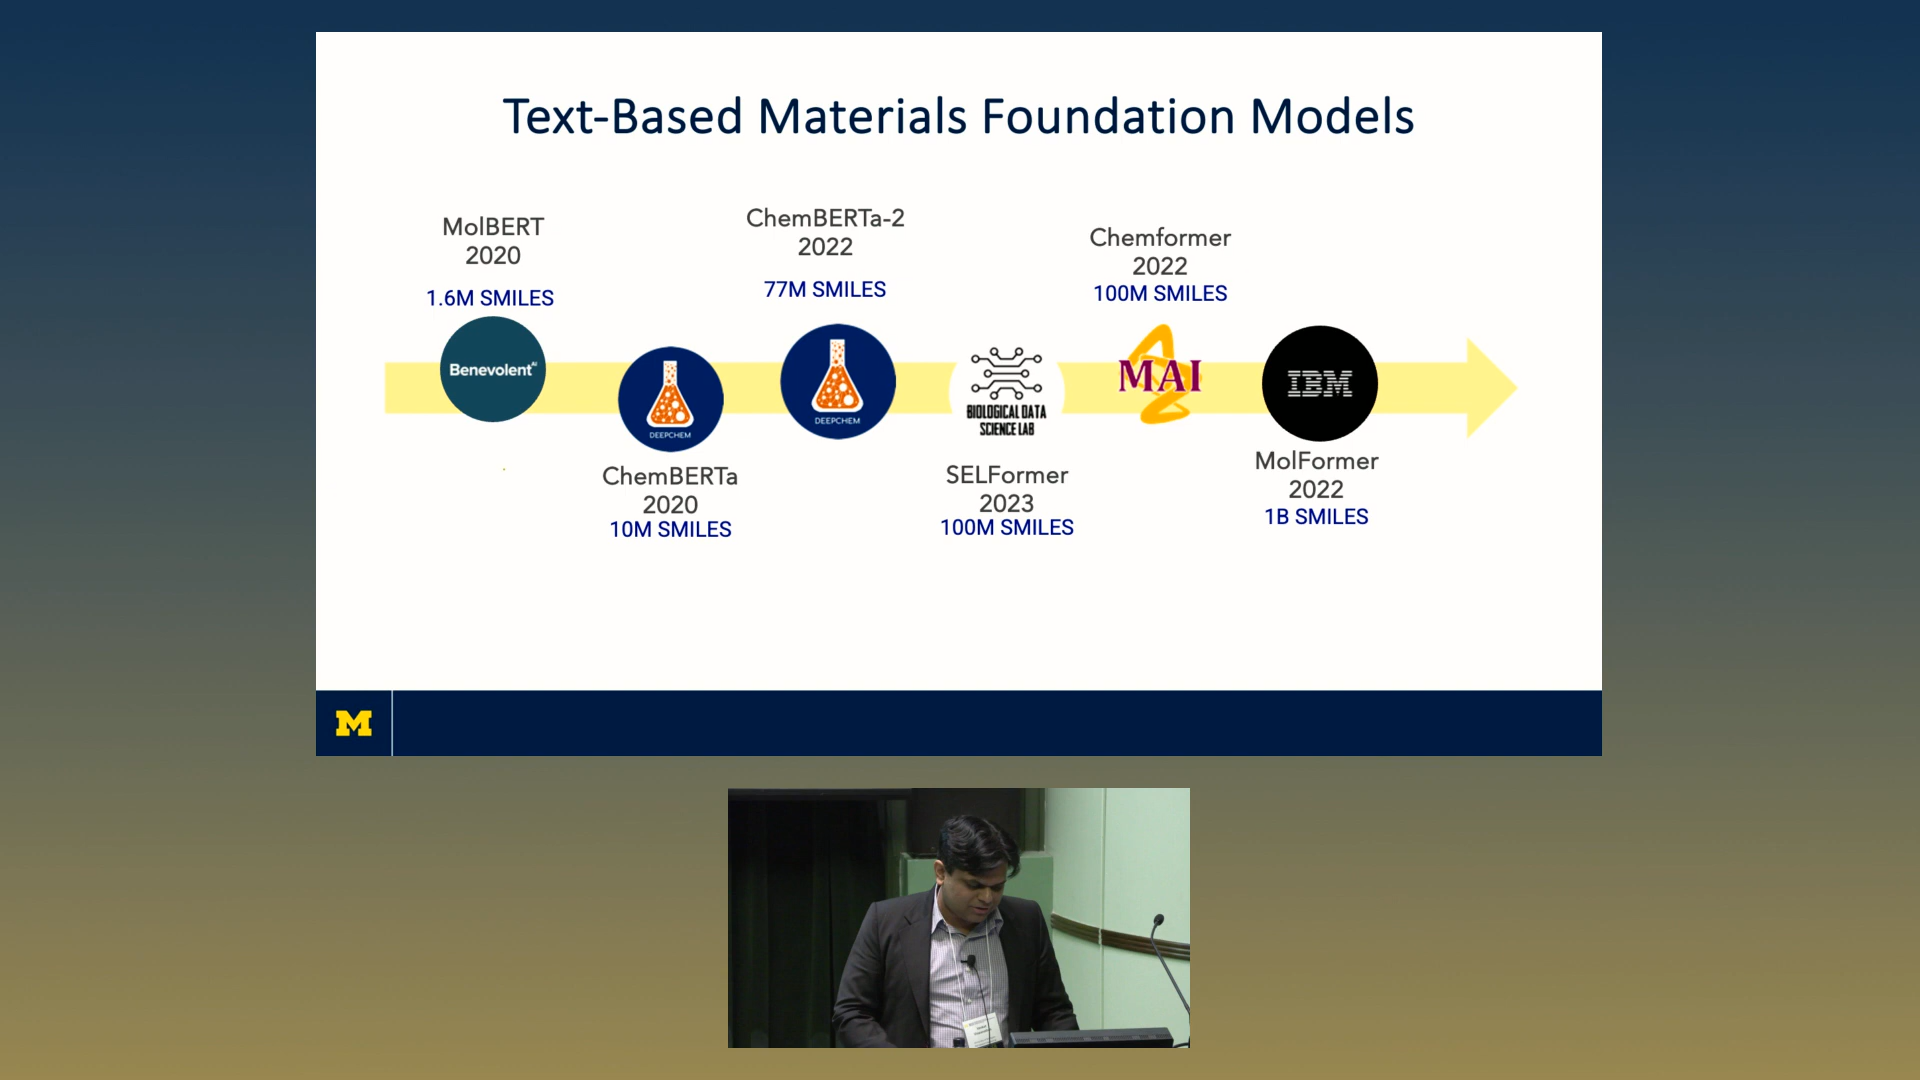 Text-Based Materials Foundation Models
MolBERT
2020
1.6M SMILES
ChemBERTa-2
2022
77M SMILES
Chemformer
2022
100M SMILES
Benevolent AI
DEEPCHEM
DEEPCHEM
BIOLOGICAL DATA
SCIENCE LAB
MAI
IBM
ChemBERTa
2020
10M SMILES
SELFormer
2023
100M SMILES
MolFormer
2022
1B SMILES
M